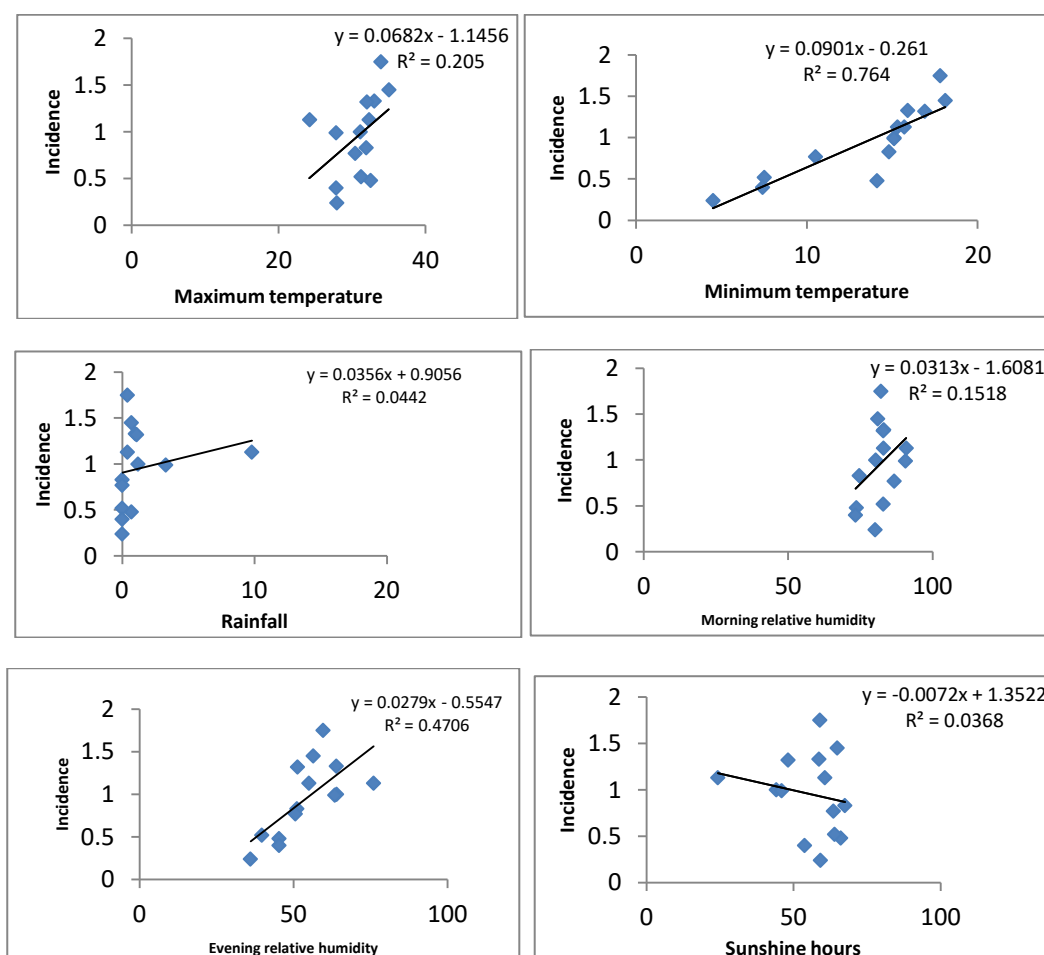 y = 0.0682x - 1.1456
R² = 0.205
2
1.5
1
0.5
0
Incidence
0 20 40
Maximum temperature
y = 0.0901x - 0.261
R² = 0.764
2
1.5
1
0.5
0
Incidence
0 10 20
Minimum temperature
y = 0.0356x + 0.9056
R² = 0.0442
2
1.5
1
0.5
0
Incidence
0 10 20
Rainfall
y = 0.0313x - 1.6081
R² = 0.1518
2
1.5
1
0.5
0
Incidence
0 50 100
Morning relative humidity
y = 0.0279x - 0.5547
R² = 0.4706
2
1.5
1
0.5
0
Incidence
0 50 100
Evening relative humidity
y = -0.0072x + 1.3522
R² = 0.0368
2
1.5
1
0.5
0
Incidence
0 50 100
Sunshine hours